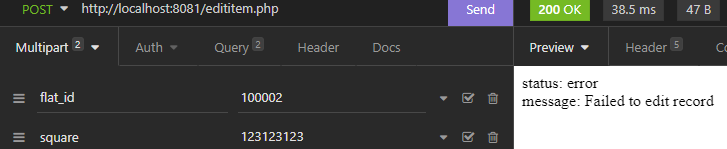 POST http://localhost:8081/edititem.php Send 200 OK 38.5 ms 47 B
Multipart 2 Auth Query 2 Header Docs Preview Header 5 Co
flat_id 100002
status: error
message: Failed to edit record
square 123123123